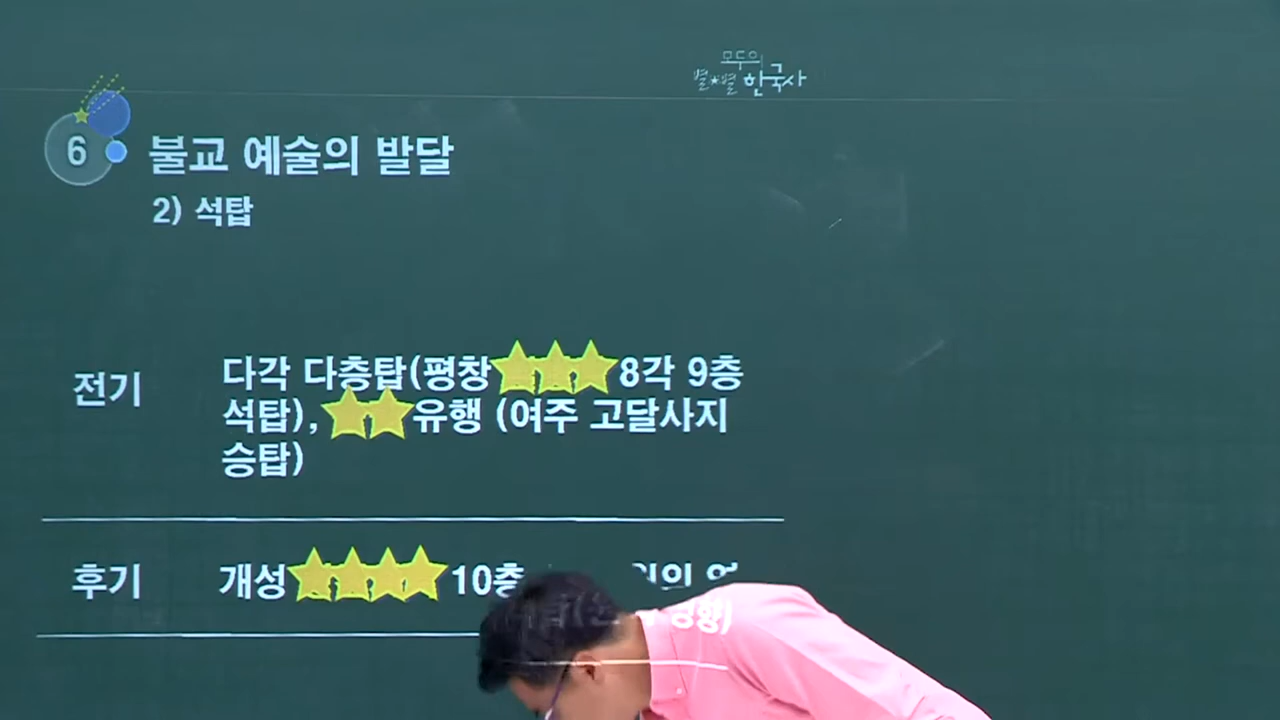 모두의
별★별 한국사
6 불교 예술의 발달
2) 석탑
전기
다각 다층탑(평창★★★8각 9층
석탑), ★★유행 (여주 고달사지
승탑)
후기
개성★★★★10층